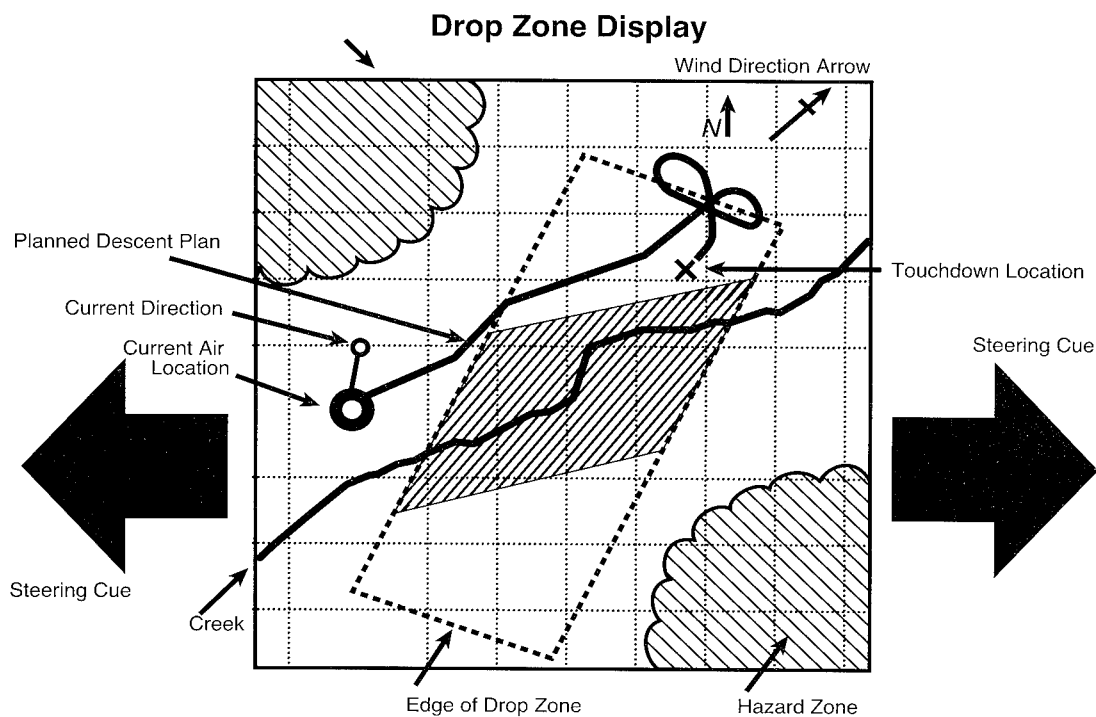 Drop Zone Display
Wind Direction Arrow
N
Planned Descent Plan
Touchdown Location
Current Direction
Current Air
Location
Steering Cue
Steering Cue
Creek
Edge of Drop Zone
Hazard Zone